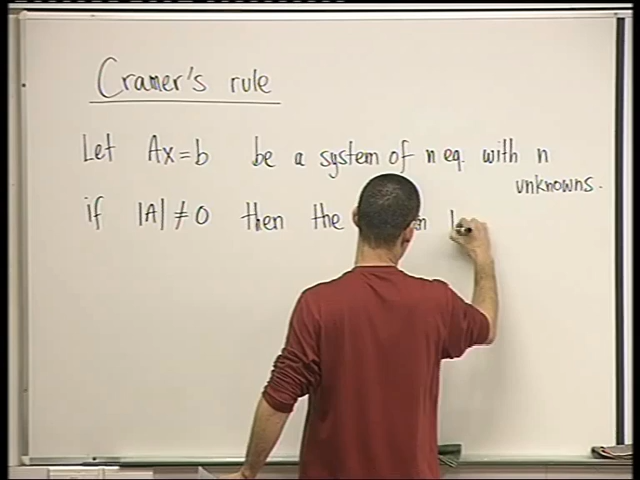 Cramer's rule
Let Ax = b be a system of n eq. with n
unknowns.
if |A| ≠ 0 then the